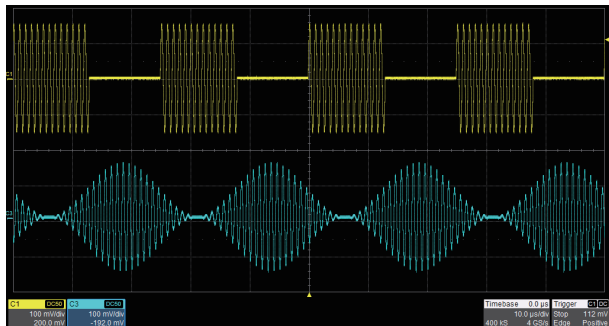 C1
C3
C1 DC50
100 mV/div
200.0 mV
C3 DC50
100 mV/div
-192.0 mV
Timebase 0.0 µs
10.0 µs/div
400 kS 4 GS/s
Trigger C1 DC
Stop 112 mV
Edge Positive